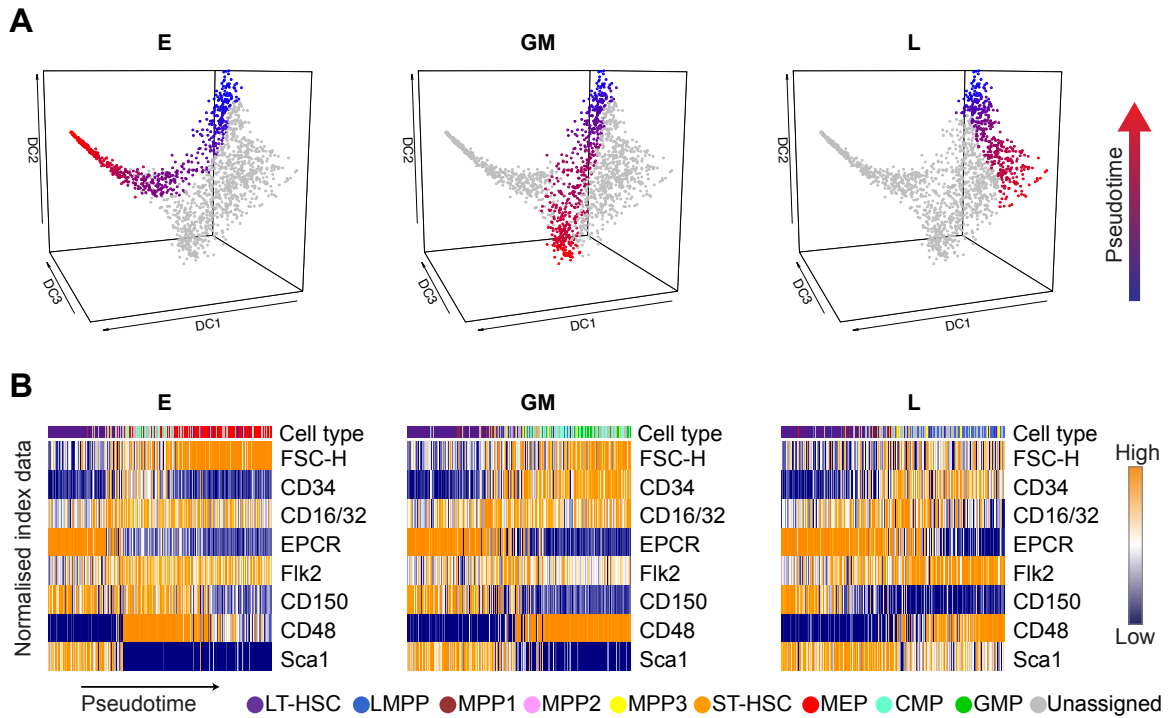 A
E
GM
L
DC2
DC3
DC1
DC2
DC3
DC1
DC2
DC3
DC1
Pseudotime
B
E
GM
L
Normalised index data
Cell type
FSC-H
CD34
CD16/32
EPCR
Flk2
CD150
CD48
Sca1
Cell type
FSC-H
CD34
CD16/32
EPCR
Flk2
CD150
CD48
Sca1
Cell type
FSC-H
CD34
CD16/32
EPCR
Flk2
CD150
CD48
Sca1
High
Low
Pseudotime
LT-HSC LMPP MPP1 MPP2 MPP3 ST-HSC MEP CMP GMP Unassigned